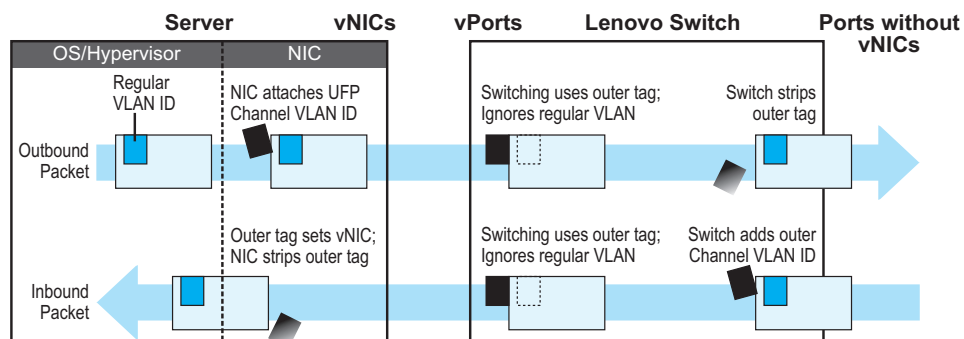 Server
vNICs
vPorts
Lenovo Switch
Ports without
vNICs
OS/Hypervisor
NIC
Regular
VLAN ID
NIC attaches UFP
Channel VLAN ID
Switching uses outer tag;
Ignores regular VLAN
Switch strips
outer tag
Outbound
Packet
Outer tag sets vNIC;
NIC strips outer tag
Switching uses outer tag;
Ignores regular VLAN
Switch adds outer
Channel VLAN ID
Inbound
Packet